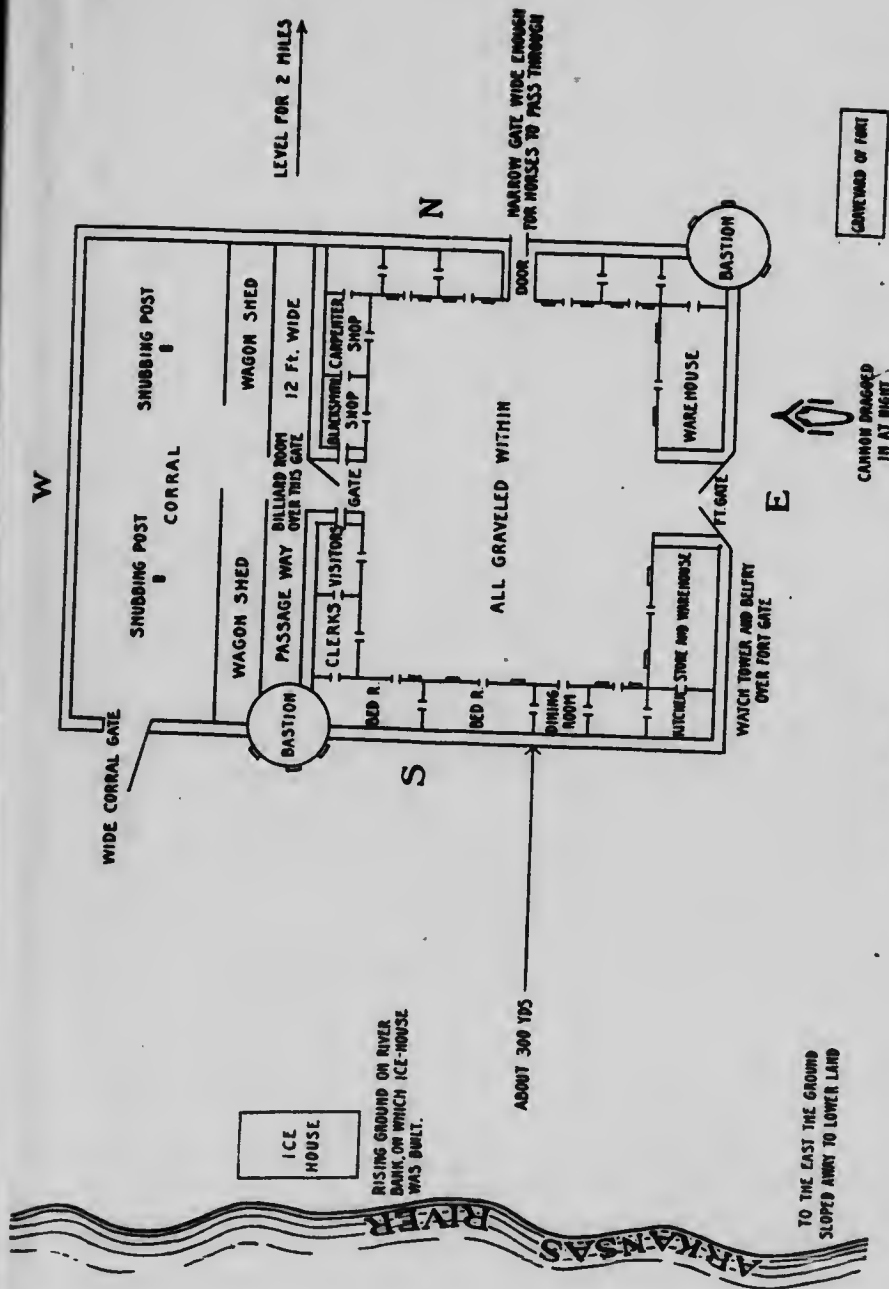 W
WIDE CORRAL GATE
SNUBBING POST
SNUBBING POST
CORRAL
LEVEL FOR 2 MILES
WAGON SHED
WAGON SHED
PASSAGE WAY
BILLIARD ROOM
OVER THIS GATE
12 Ft. WIDE
BASTION
CLERKS
VISITORS
GATE
BLACKSMITH
SHOP
CARPENTER
SHOP
BED R.
BED R.
DINING
ROOM
S
N
ALL GRAVELED WITHIN
DOOR
NARROW GATE WIDE ENOUGH
FOR HORSES TO PASS THROUGH
ICE
HOUSE
RISING GROUND ON RIVER
BANK, ON WHICH ICE-HOUSE
WAS BUILT.
ABOUT 300 YDS
KITCHEN
STORE AND WAREHOUSE
WAREHOUSE
BASTION
FT. GATE
WATCH TOWER AND BELFRY
OVER FORT GATE
E
CANNON DRAGGED
IN AT NIGHT
GRAVEYARD OF FORT
ARKANSAS RIVER
TO THE EAST THE GROUND
SLOPED AWAY TO LOWER LAND